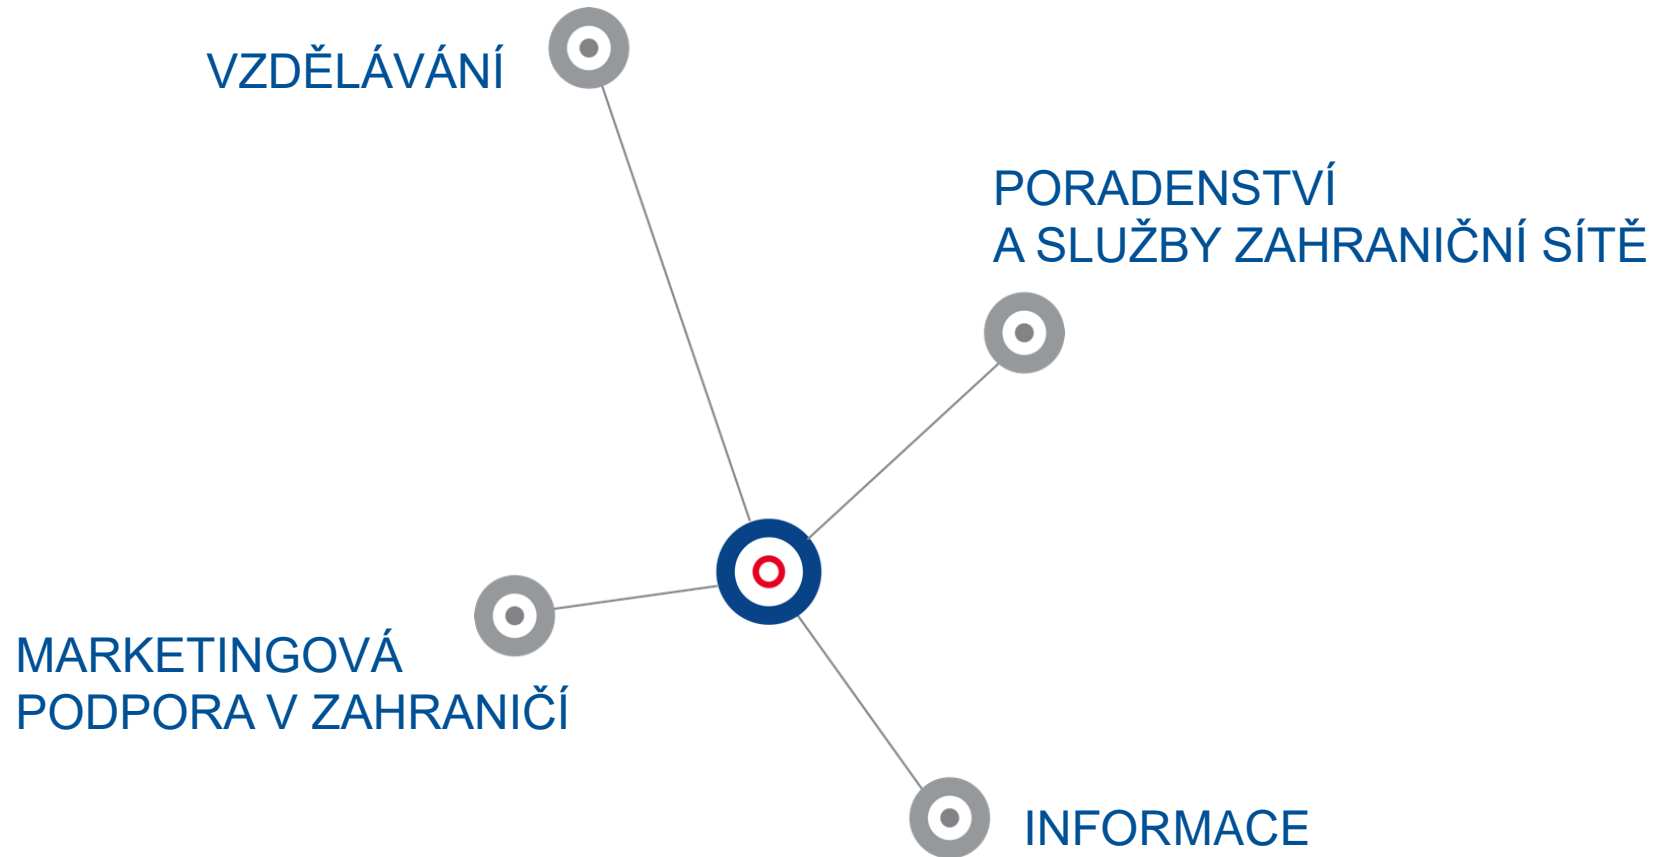 VZDĚLÁVÁNÍ
PORADENSTVÍ
A SLUŽBY ZAHRANIČNÍ SÍTĚ
MARKETINGOVÁ
PODPORA V ZAHRANIČÍ
INFORMACE